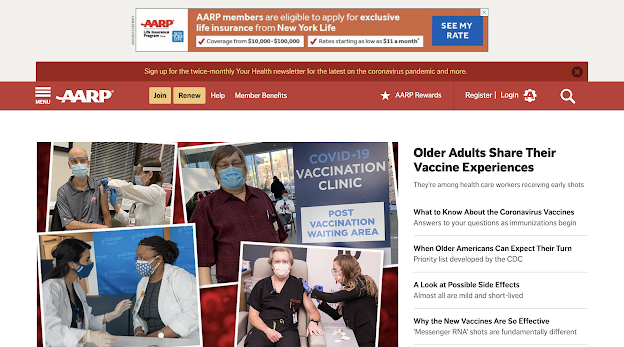 AARP
Life Insurance
Program from
AARP members are eligible to apply for exclusive
life insurance from New York Life
✓ Coverage from $10,000–$100,000 ✓ Rates starting as low as $11 a month
SEE MY
RATE
Sign up for the twice-monthly Your Health newsletter for the latest on the coronavirus pandemic and more.
MENU
AARP
Join Renew Help Member Benefits
AARP Rewards Register | Login
COVID-19
VACCINATION
CLINIC
POST
VACCINATION
WAITING AREA
Older Adults Share Their
Vaccine Experiences
They're among health care workers receiving early shots
What to Know About the Coronavirus Vaccines
Answers to your questions as immunizations begin
When Older Americans Can Expect Their Turn
Priority list developed by the CDC
A Look at Possible Side Effects
Almost all are mild and short-lived
Why the New Vaccines Are So Effective
'Messenger RNA' shots are fundamentally different